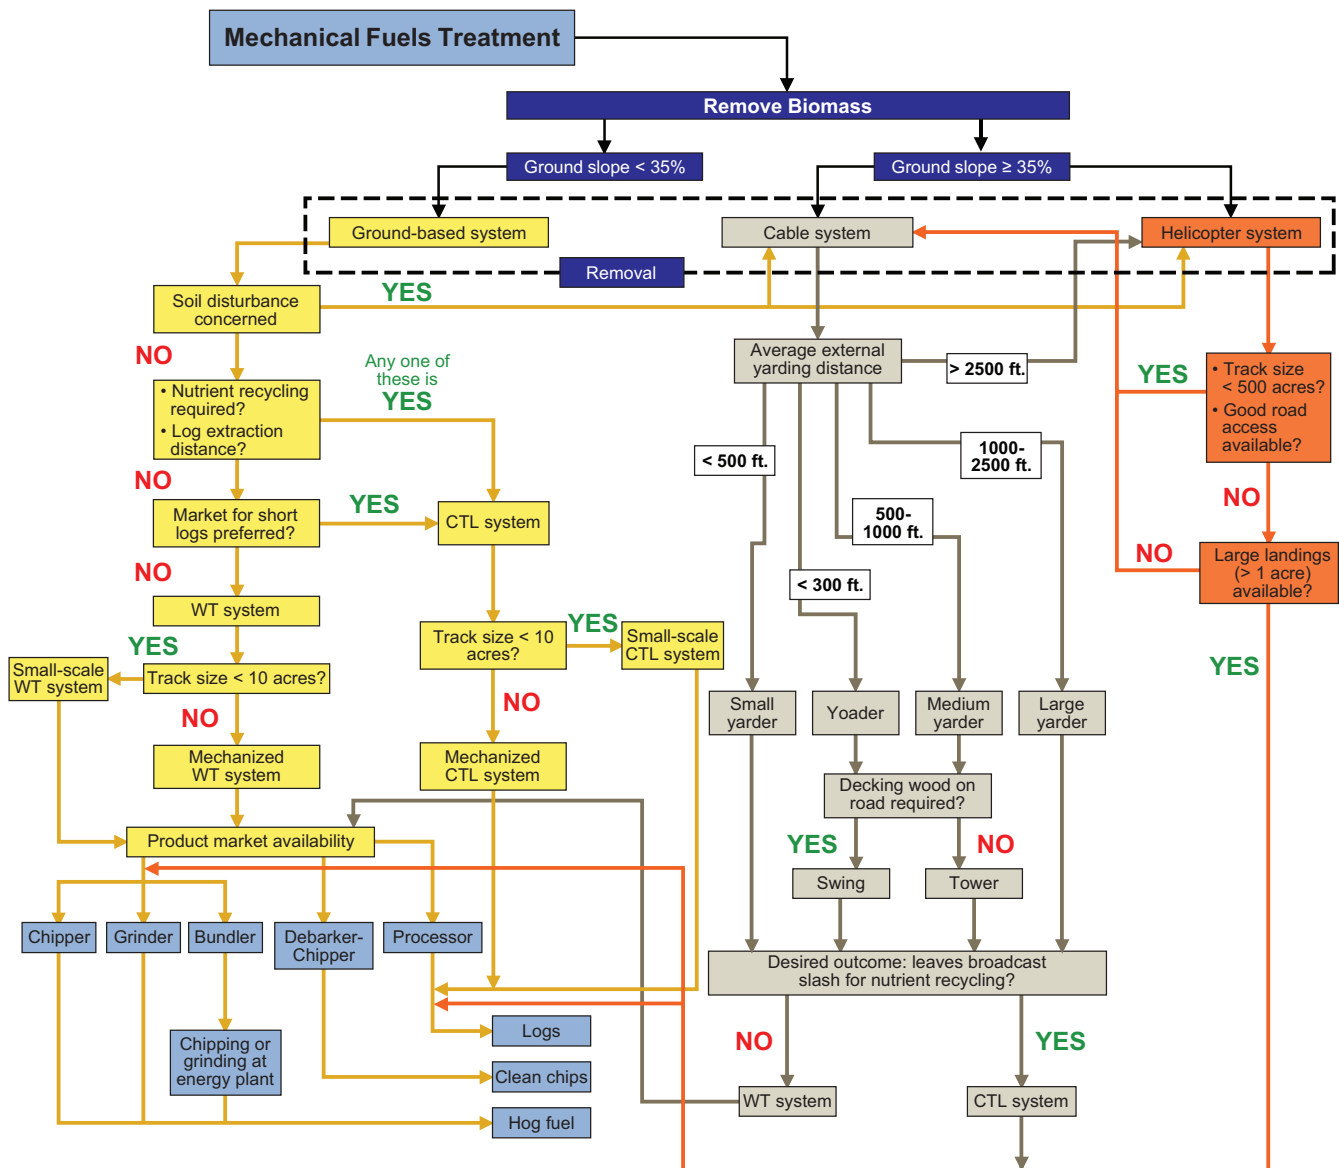 Mechanical Fuels Treatment
Remove Biomass
Ground slope < 35%
Ground slope ≥ 35%
Ground-based system
Cable system
Helicopter system
Removal
Soil disturbance
concerned
YES
NO
Any one of
these is
YES
• Nutrient recycling
required?
• Log extraction
distance?
Average external
yarding distance
> 2500 ft.
YES
• Track size
< 500 acres?
• Good road
access
available?
< 500 ft.
1000-
2500 ft.
NO
YES
NO
Market for short
logs preferred?
CTL system
500-
1000 ft.
NO
Large landings
(> 1 acre)
available?
NO
< 300 ft.
WT system
YES
Track size < 10
acres?
YES
Small-scale
CTL system
YES
Small-scale
WT system
Track size < 10 acres?
NO
NO
Small
yarder
Yoader
Medium
yarder
Large
yarder
Mechanized
WT system
Mechanized
CTL system
Decking wood on
road required?
Product market availability
YES
NO
Swing
Tower
Chipper
Grinder
Bundler
Debarker-
Chipper
Processor
Desired outcome: leaves broadcast
slash for nutrient recycling?
Logs
Chipping or
grinding at
energy plant
NO
YES
Clean chips
WT system
CTL system
Hog fuel